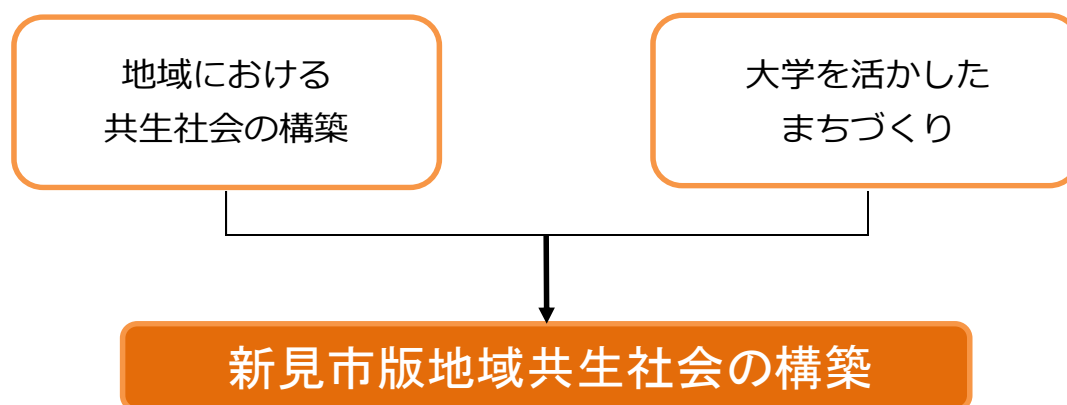 地域における
共生社会の構築
大学を活かした
まちづくり
新見市版地域共生社会の構築